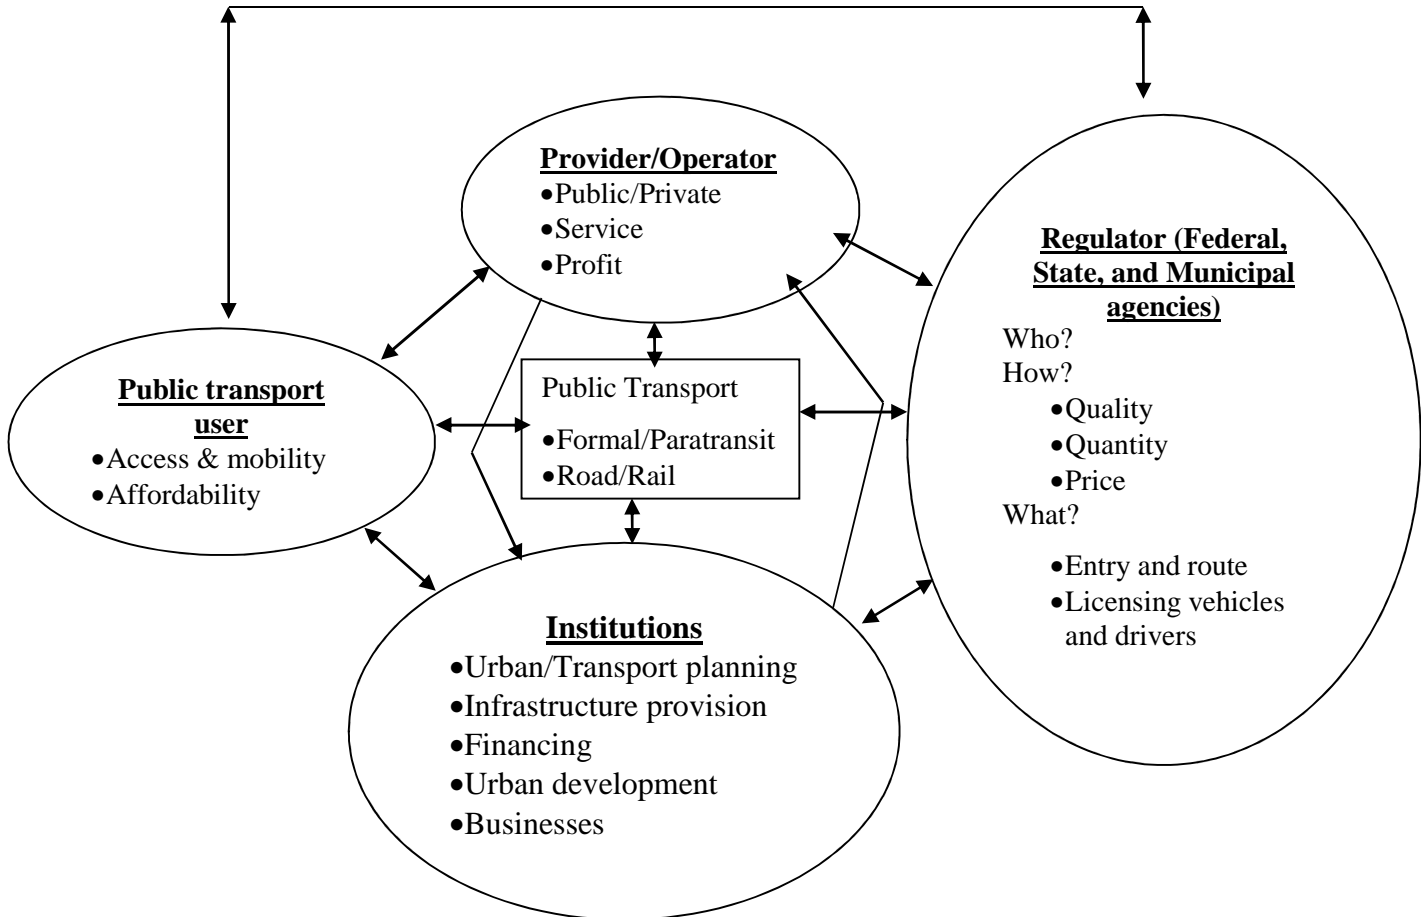 Provider/Operator
•Public/Private
•Service
•Profit
Public transport
user
•Access & mobility
•Affordability
Public Transport
•Formal/Paratransit
•Road/Rail
Regulator (Federal,
State, and Municipal
agencies)
Who?
How?
•Quality
•Quantity
•Price
What?
•Entry and route
•Licensing vehicles
and drivers
Institutions
•Urban/Transport planning
•Infrastructure provision
•Financing
•Urban development
•Businesses